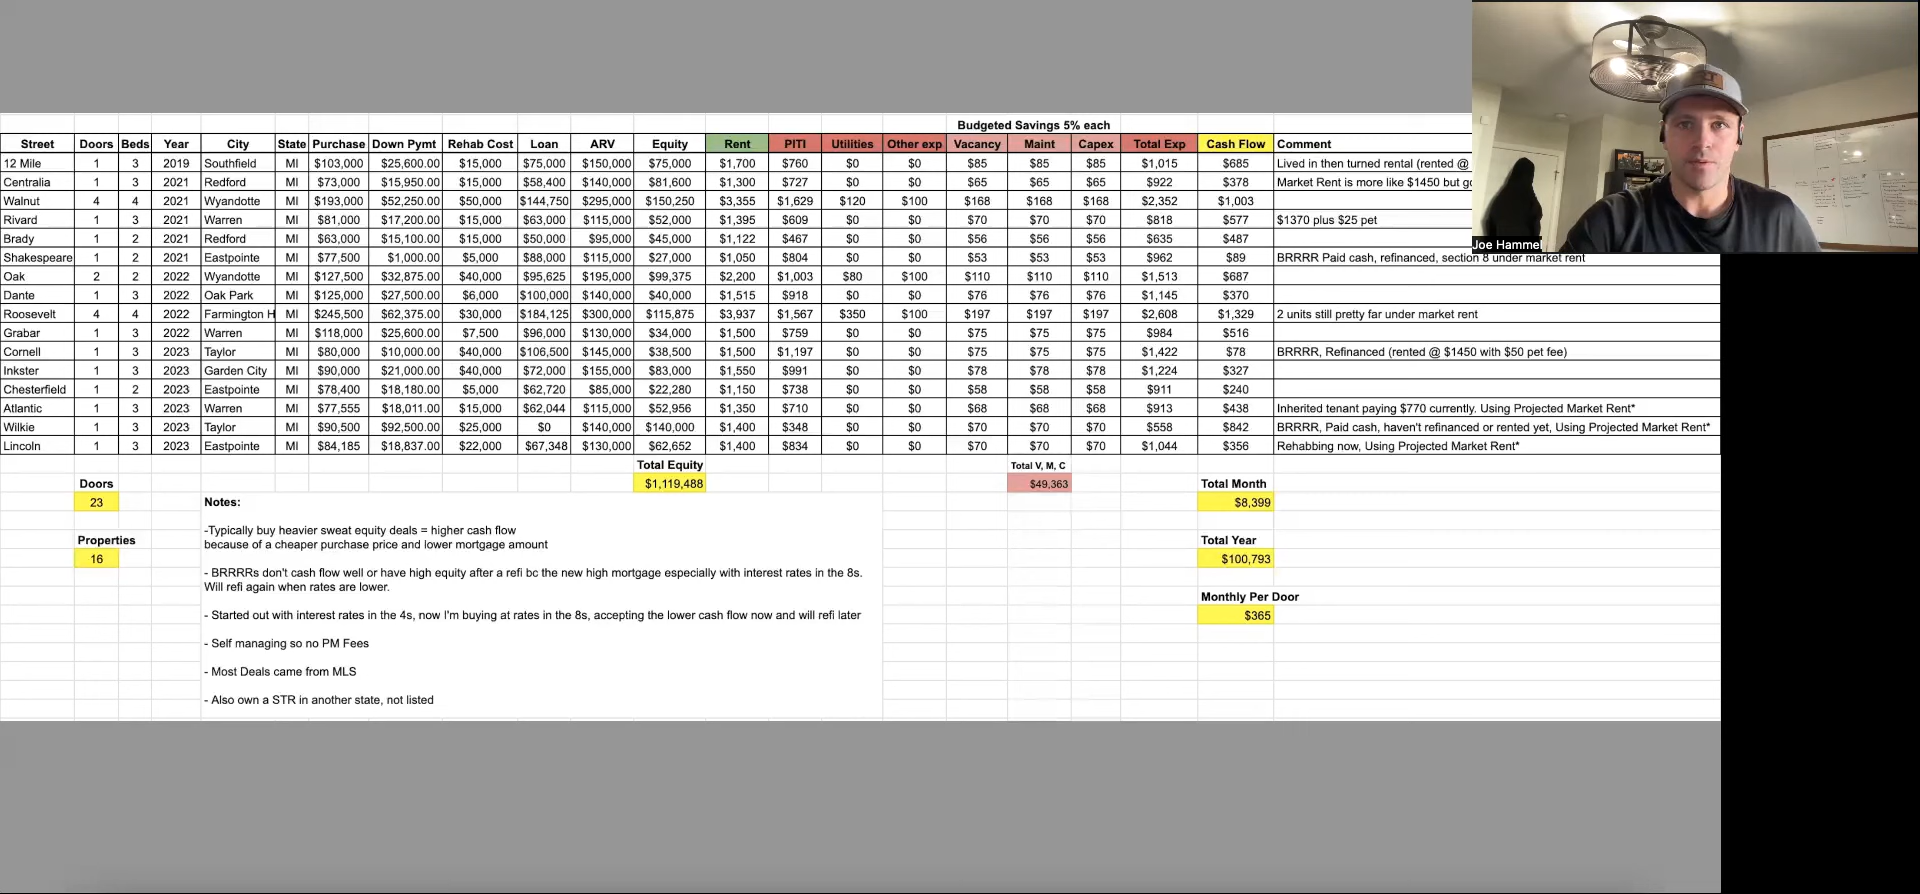 Budgeted Savings 5% each
Street Doors Beds Year City State Purchase Down Pymt Rehab Cost Loan ARV Equity Rent PITI Utilities Other exp Vacancy Maint Capex Total Exp Cash Flow Comment
12 Mile 1 3 2019 Southfield MI $103,000 $25,600.00 $15,000 $75,000 $150,000 $75,000 $1,700 $760 $0 $0 $85 $85 $85 $1,015 $685 Lived in then turned rental (rented @
Centralia 1 3 2021 Redford MI $73,000 $15,950.00 $15,000 $58,400 $140,000 $81,600 $1,300 $727 $0 $0 $65 $65 $65 $922 $378 Market Rent is more like $1450 but go
Walnut 4 4 2021 Wyandotte MI $193,000 $52,250.00 $50,000 $144,750 $295,000 $150,250 $3,355 $1,629 $120 $100 $168 $168 $168 $2,352 $1,003
Rivard 1 3 2021 Warren MI $81,000 $17,200.00 $15,000 $63,000 $115,000 $52,000 $1,395 $609 $0 $0 $70 $70 $70 $818 $577 $1370 plus $25 pet
Brady 1 2 2021 Redford MI $63,000 $15,100.00 $15,000 $50,000 $95,000 $45,000 $1,122 $467 $0 $0 $56 $56 $56 $635 $487
Shakespeare 1 2 2021 Eastpointe MI $77,500 $1,000.00 $5,000 $88,000 $115,000 $27,000 $1,050 $804 $0 $0 $53 $53 $53 $962 $89 BRRRR Paid cash, refinanced, section 8 under market rent
Oak 2 2 2022 Wyandotte MI $127,500 $32,875.00 $40,000 $95,625 $195,000 $99,375 $2,200 $1,003 $80 $100 $110 $110 $110 $1,513 $687
Dante 1 3 2022 Oak Park MI $125,000 $27,500.00 $6,000 $100,000 $140,000 $40,000 $1,515 $918 $0 $0 $76 $76 $76 $1,145 $370
Roosevelt 4 4 2022 Farmington H MI $245,500 $62,375.00 $30,000 $184,125 $300,000 $115,875 $3,937 $1,567 $350 $100 $197 $197 $197 $2,608 $1,329 2 units still pretty far under market rent
Grabar 1 3 2022 Warren MI $118,000 $25,600.00 $7,500 $96,000 $130,000 $34,000 $1,500 $759 $0 $0 $75 $75 $75 $984 $516
Cornell 1 3 2023 Taylor MI $80,000 $10,000.00 $40,000 $106,500 $145,000 $38,500 $1,500 $1,197 $0 $0 $75 $75 $75 $1,422 $78 BRRRR, Refinanced (rented @ $1450 with $50 pet fee)
Inkster 1 3 2023 Garden City MI $90,000 $21,000.00 $40,000 $72,000 $155,000 $83,000 $1,550 $991 $0 $0 $78 $78 $78 $1,224 $327
Chesterfield 1 2 2023 Eastpointe MI $78,400 $18,180.00 $5,000 $62,720 $85,000 $22,280 $1,150 $738 $0 $0 $58 $58 $58 $911 $240
Atlantic 1 3 2023 Warren MI $77,555 $18,011.00 $15,000 $62,044 $115,000 $52,956 $1,350 $710 $0 $0 $68 $68 $68 $913 $438 Inherited tenant paying $770 currently. Using Projected Market Rent*
Wilkie 1 3 2023 Taylor MI $90,500 $92,500.00 $25,000 $0 $140,000 $140,000 $1,400 $348 $0 $0 $70 $70 $70 $558 $842 BRRRR, Paid cash, haven't refinanced or rented yet, Using Projected Market Rent*
Lincoln 1 3 2023 Eastpointe MI $84,185 $18,837.00 $22,000 $67,348 $130,000 $62,652 $1,400 $834 $0 $0 $70 $70 $70 $1,044 $356 Rehabbing now, Using Projected Market Rent*
Total Equity Total V, M, C
$1,119,488 $49,363
Doors
23
Properties
16
Notes:
-Typically buy heavier sweat equity deals = higher cash flow
because of a cheaper purchase price and lower mortgage amount
- BRRRRs don't cash flow well or have high equity after a refi bc the new high mortgage especially with interest rates in the 8s.
Will refi again when rates are lower.
- Started out with interest rates in the 4s, now I'm buying at rates in the 8s, accepting the lower cash flow now and will refi later
- Self managing so no PM Fees
- Most Deals came from MLS
- Also own a STR in another state, not listed
Total Month
$8,399
Total Year
$100,793
Monthly Per Door
$365
Joe Hammel